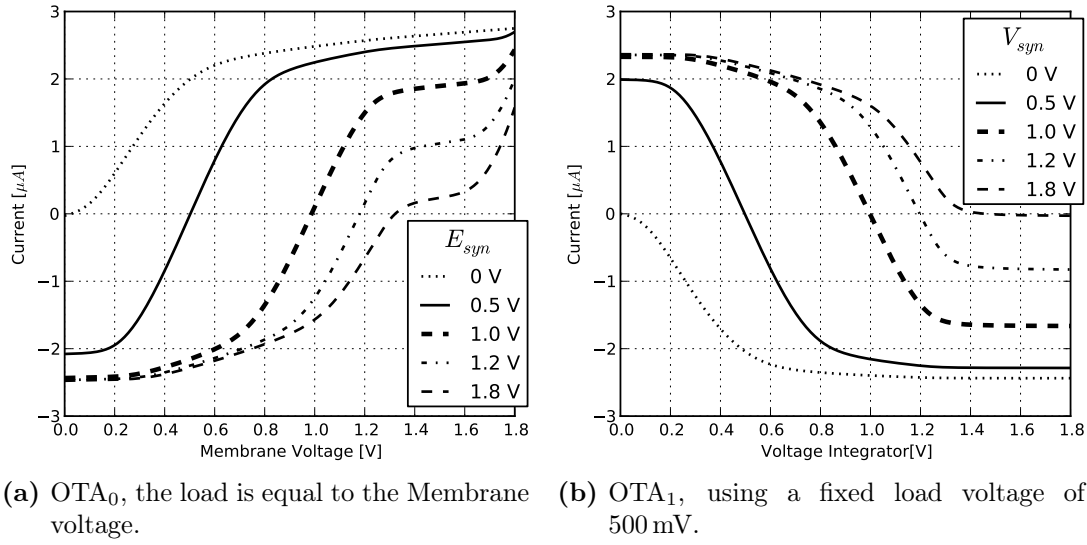 3
2
1
0
−1
−2
−3
Current [μA]
0.0 0.2 0.4 0.6 0.8 1.0 1.2 1.4 1.6 1.8
Membrane Voltage [V]
E_syn
0 V
0.5 V
1.0 V
1.2 V
1.8 V
3
2
1
0
−1
−2
−3
Current [μA]
0.0 0.2 0.4 0.6 0.8 1.0 1.2 1.4 1.6 1.8
Voltage Integrator[V]
V_syn
0 V
0.5 V
1.0 V
1.2 V
1.8 V
(a) OTA₀, the load is equal to the Membrane
voltage.
(b) OTA₁, using a fixed load voltage of
500 mV.